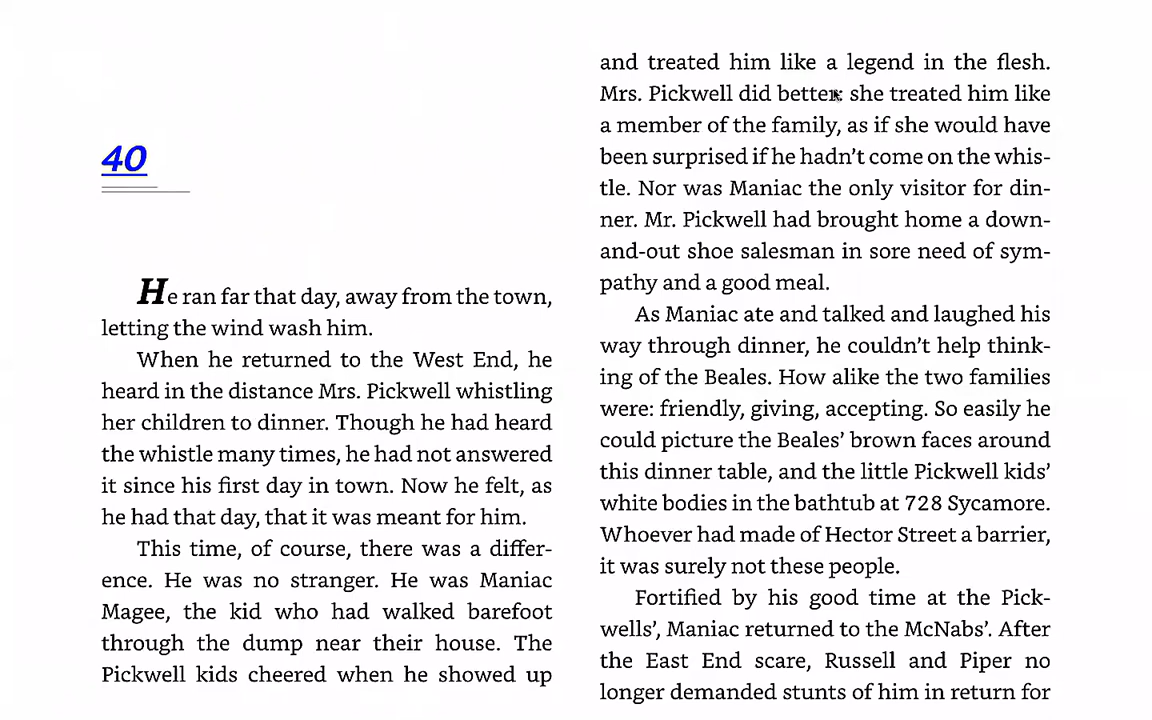 40
He ran far that day, away from the town,
letting the wind wash him.
When he returned to the West End, he
heard in the distance Mrs. Pickwell whistling
her children to dinner. Though he had heard
the whistle many times, he had not answered
it since his first day in town. Now he felt, as
he had that day, that it was meant for him.
This time, of course, there was a differ-
ence. He was no stranger. He was Maniac
Magee, the kid who had walked barefoot
through the dump near their house. The
Pickwell kids cheered when he showed up
and treated him like a legend in the flesh.
Mrs. Pickwell did better: she treated him like
a member of the family, as if she would have
been surprised if he hadn’t come on the whis-
tle. Nor was Maniac the only visitor for din-
ner. Mr. Pickwell had brought home a down-
and-out shoe salesman in sore need of sym-
pathy and a good meal.
As Maniac ate and talked and laughed his
way through dinner, he couldn’t help think-
ing of the Beales. How alike the two families
were: friendly, giving, accepting. So easily he
could picture the Beales’ brown faces around
this dinner table, and the little Pickwell kids’
white bodies in the bathtub at 728 Sycamore.
Whoever had made of Hector Street a barrier,
it was surely not these people.
Fortified by his good time at the Pick-
wells’, Maniac returned to the McNabs’. After
the East End scare, Russell and Piper no
longer demanded stunts of him in return for